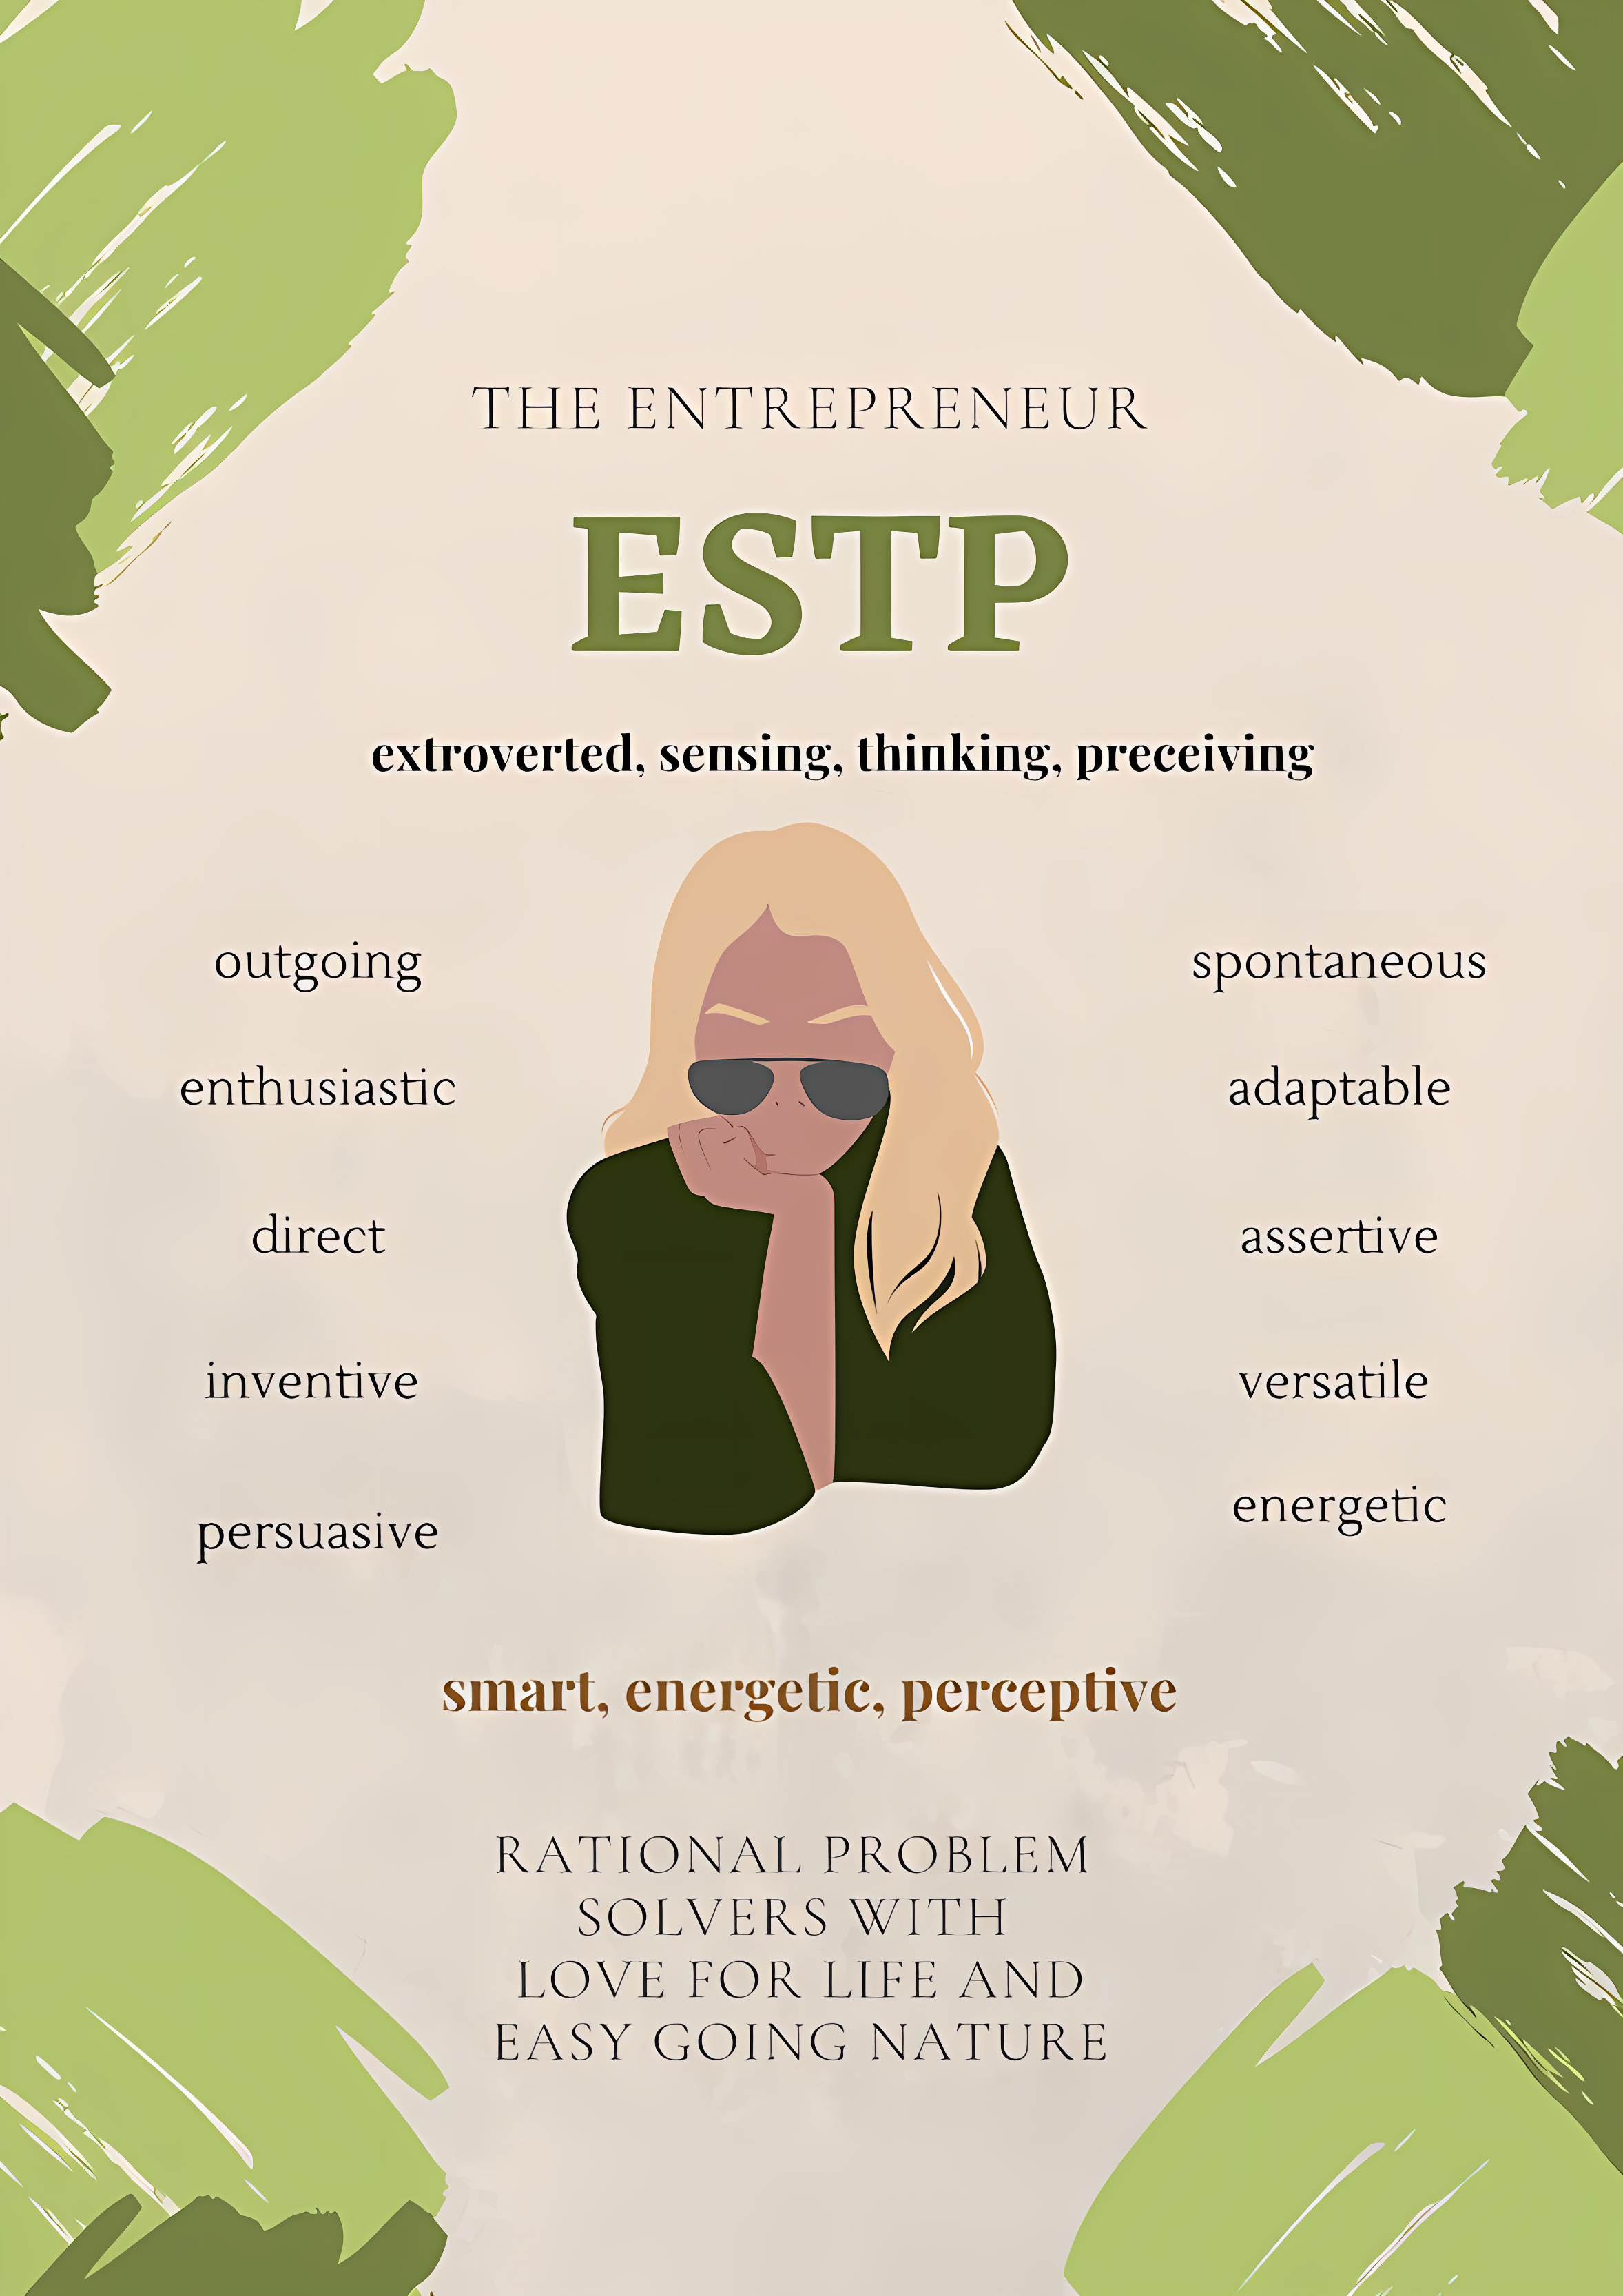 THE ENTREPRENEUR
ESTP
extroverted, sensing, thinking, preceiving
outgoing
enthusiastic
direct
inventive
persuasive
spontaneous
adaptable
assertive
versatile
energetic
smart, energetic, perceptive
RATIONAL PROBLEM
SOLVERS WITH
LOVE FOR LIFE AND
EASY GOING NATURE